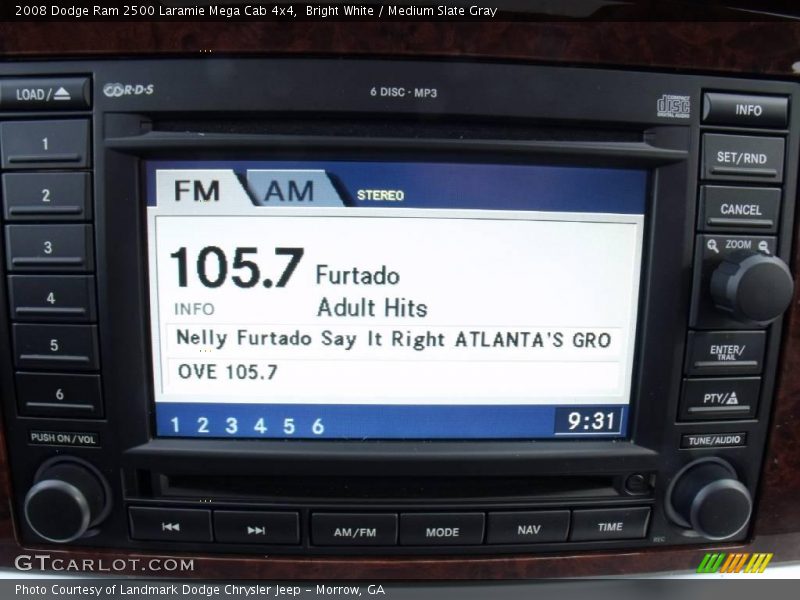 2008 Dodge Ram 2500 Laramie Mega Cab 4x4,  Bright White / Medium Slate Gray
LOAD/
R·D·S
6 DISC · MP3
COMPACT
DISC
DIGITAL AUDIO
INFO
1
SET/RND
FM
AM
STEREO
2
CANCEL
3
ZOOM
105.7
Furtado
INFO
Adult Hits
4
Nelly Furtado Say It Right ATLANTA'S GRO
5
ENTER/
TRAIL
OVE 105.7
6
PTY/
1 2 3 4 5 6
9:31
PUSH ON/VOL
TUNE/AUDIO
AM/FM
MODE
NAV
TIME
REC
GTCARLOT.COM
Photo Courtesy of Landmark Dodge Chrysler Jeep - Morrow, GA